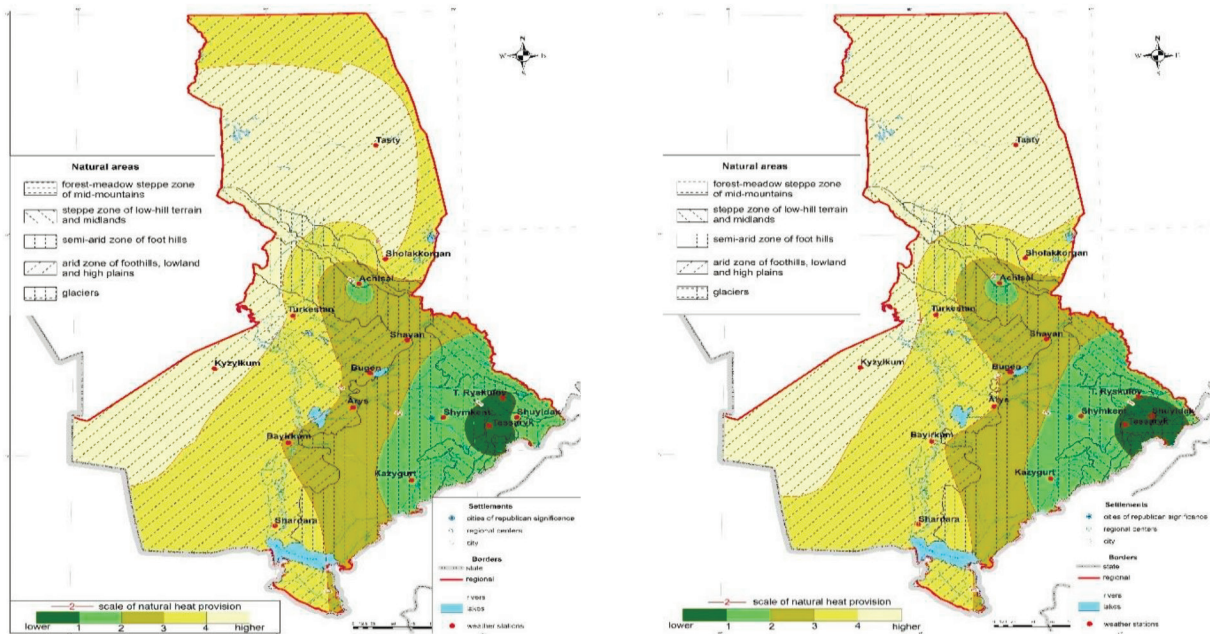 N
Tasty
Natural areas
forest-meadow steppe zone
of mid-mountains
steppe zone of low-hill terrain
and midlands
semi-arid zone of foot hills
arid zone of foothills, lowland
and high plains
glaciers
Sholakkorgan
Achisai
Turkestan
Shayan
Kyzylkum
Bugen
T. Ryskulov
Arys
Shymkent
Bayirkum
Kazygurt
Shardara
Settlements
cities of republican significance
regional centers
city
Borders
state
regional
rivers
lakes
weather stations
2 scale of natural heat provision
lower 1 2 3 4 higher
N
Tasty
Natural areas
forest-meadow steppe zone
of mid-mountains
steppe zone of low-hill terrain
and midlands
semi-arid zone of foot hills
arid zone of foothills, lowland
and high plains
glaciers
Sholakkorgan
Achisai
Turkestan
Shayan
Kyzylkum
Bugen
T. Ryskulov
Arys
Shymkent
Bayirkum
Kazygurt
Shardara
Settlements
cities of republican significance
regional centers
city
Borders
state
regional
rivers
lakes
weather stations
2 scale of natural heat provision
lower 1 2 3 4 higher